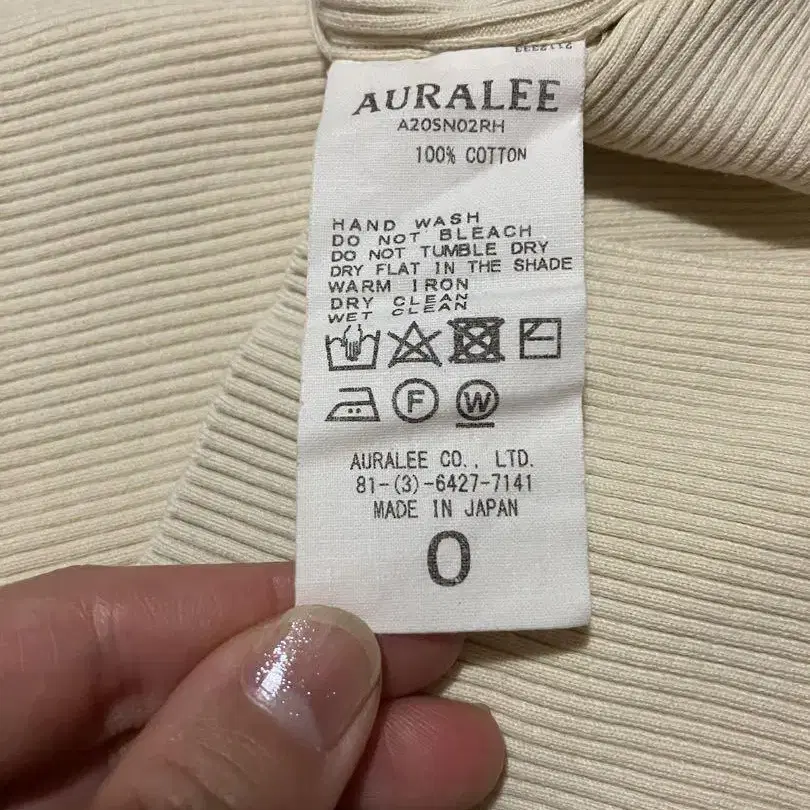 AURALEE
A20SN02RH
100% COTTON
HAND WASH
DO NOT BLEACH
DO NOT TUMBLE DRY
DRY FLAT IN THE SHADE
WARM IRON
DRY CLEAN
WET CLEAN
F W
AURALEE CO., LTD.
81-(3)-6427-7141
MADE IN JAPAN
0